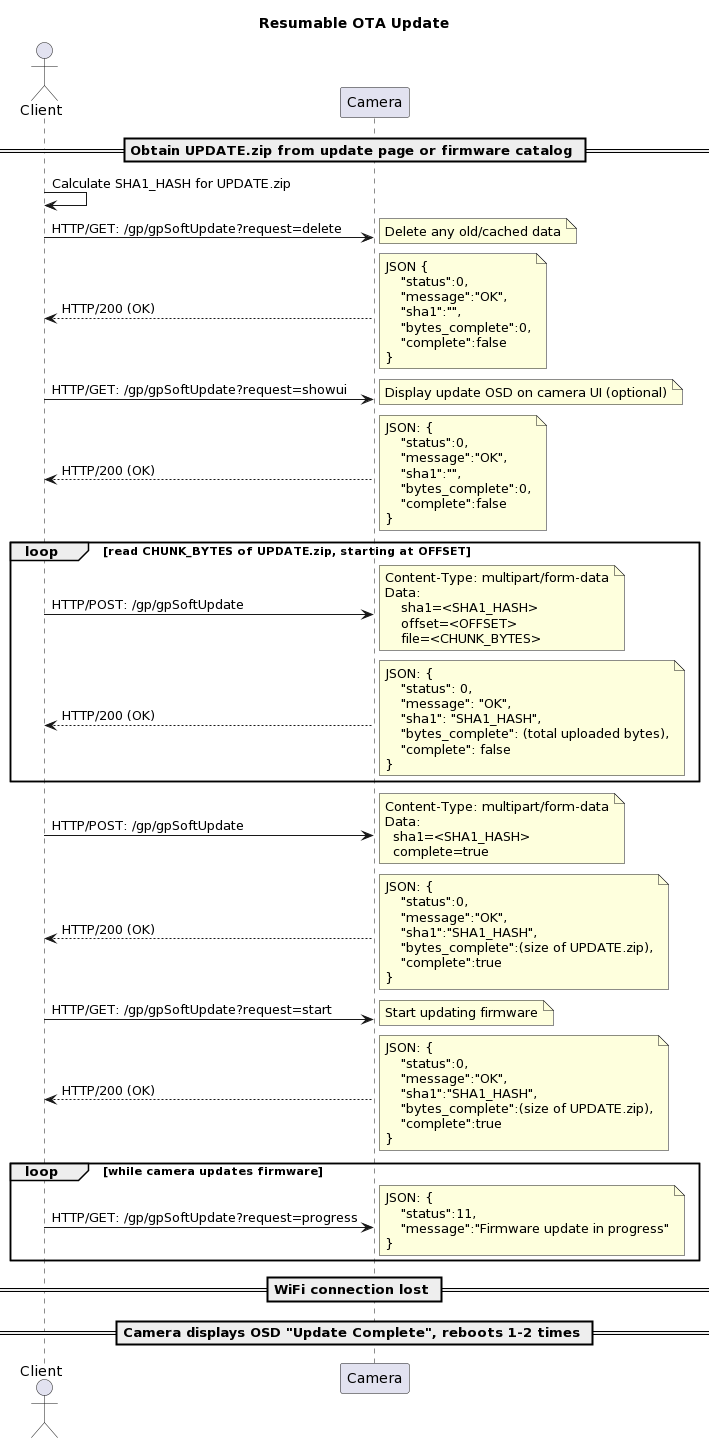 Resumable OTA Update
Client
Camera
Obtain UPDATE.zip from update page or firmware catalog
Calculate SHA1_HASH for UPDATE.zip
HTTP/GET: /gp/gpSoftUpdate?request=delete
Delete any old/cached data
JSON {
"status":0,
"message":"OK",
"sha1":"",
"bytes_complete":0,
"complete":false
}
HTTP/200 (OK)
HTTP/GET: /gp/gpSoftUpdate?request=showui
Display update OSD on camera UI (optional)
JSON: {
"status":0,
"message":"OK",
"sha1":"",
"bytes_complete":0,
"complete":false
}
HTTP/200 (OK)
loop [read CHUNK_BYTES of UPDATE.zip, starting at OFFSET]
HTTP/POST: /gp/gpSoftUpdate
Content-Type: multipart/form-data
Data:
sha1=<SHA1_HASH>
offset=<OFFSET>
file=<CHUNK_BYTES>
JSON: {
"status": 0,
"message": "OK",
"sha1": "SHA1_HASH",
"bytes_complete": (total uploaded bytes),
"complete": false
}
HTTP/200 (OK)
HTTP/POST: /gp/gpSoftUpdate
Content-Type: multipart/form-data
Data:
sha1=<SHA1_HASH>
complete=true
JSON: {
"status":0,
"message":"OK",
"sha1":"SHA1_HASH",
"bytes_complete":(size of UPDATE.zip),
"complete":true
}
HTTP/200 (OK)
HTTP/GET: /gp/gpSoftUpdate?request=start
Start updating firmware
JSON: {
"status":0,
"message":"OK",
"sha1":"SHA1_HASH",
"bytes_complete":(size of UPDATE.zip),
"complete":true
}
HTTP/200 (OK)
loop [while camera updates firmware]
HTTP/GET: /gp/gpSoftUpdate?request=progress
JSON: {
"status":11,
"message":"Firmware update in progress"
}
WiFi connection lost
Camera displays OSD "Update Complete", reboots 1-2 times
Client
Camera